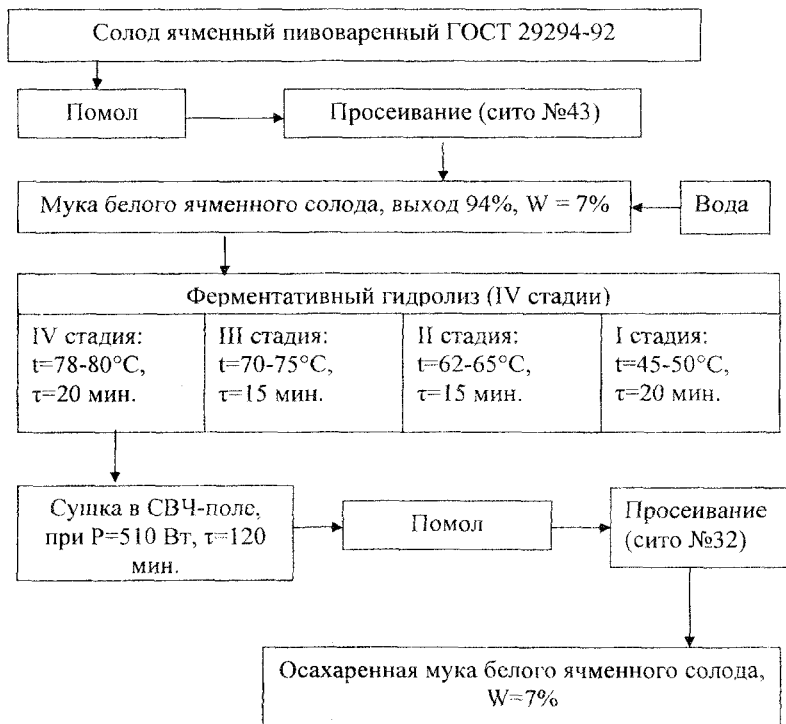 Солод ячменный пивоваренный ГОСТ 29294-92
Помол
Просеивание (сито №43)
Мука белого ячменного солода, выход 94%, W = 7%
Вода
Ферментативный гидролиз (IV стадии)
IV стадия:
t=78-80°С,
τ=20 мин.
III стадия:
t=70-75°С,
τ=15 мин.
II стадия:
t=62-65°С,
τ=15 мин.
I стадия:
t=45-50°С,
τ=20 мин.
Сушка в СВЧ-поле,
при Р=510 Вт, τ=120
мин.
Помол
Просеивание
(сито №32)
Осахаренная мука белого ячменного солода,
W=7%